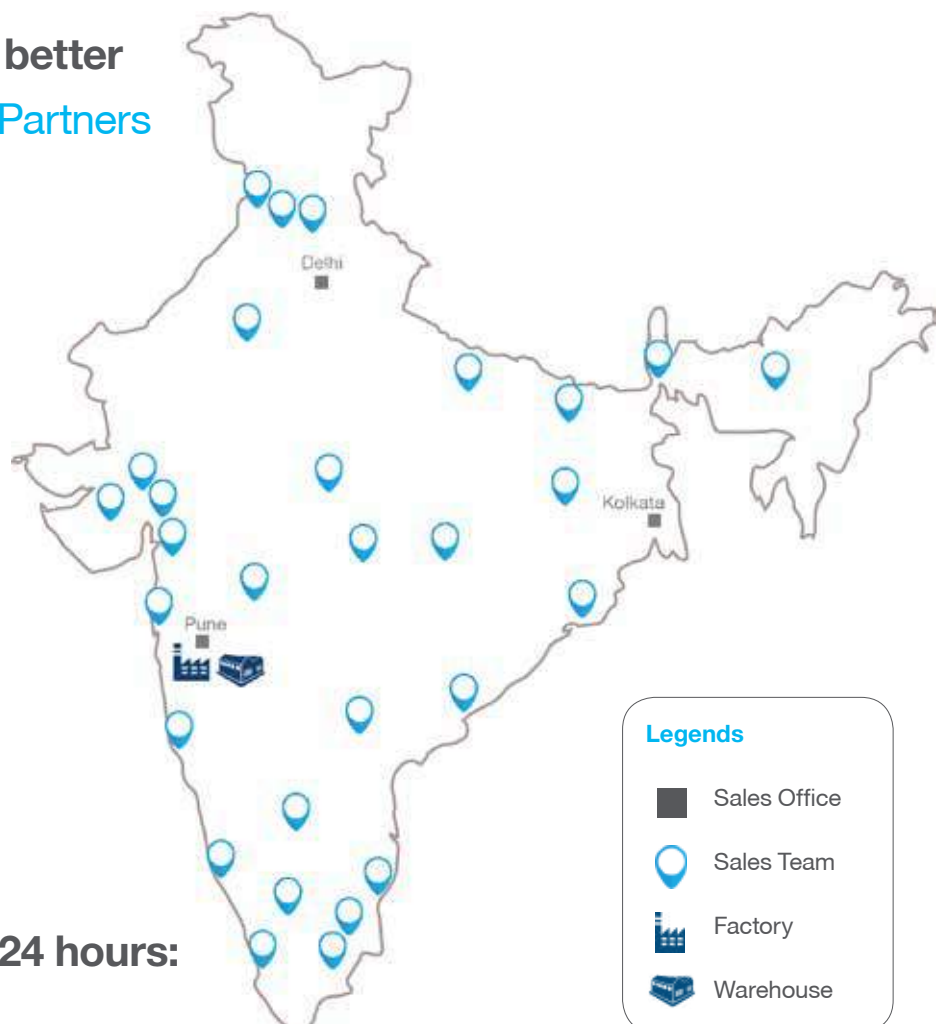 better
Partners
Delhi
Kolkata
Pune
Legends
Sales Office
Sales Team
Factory
Warehouse
24 hours: